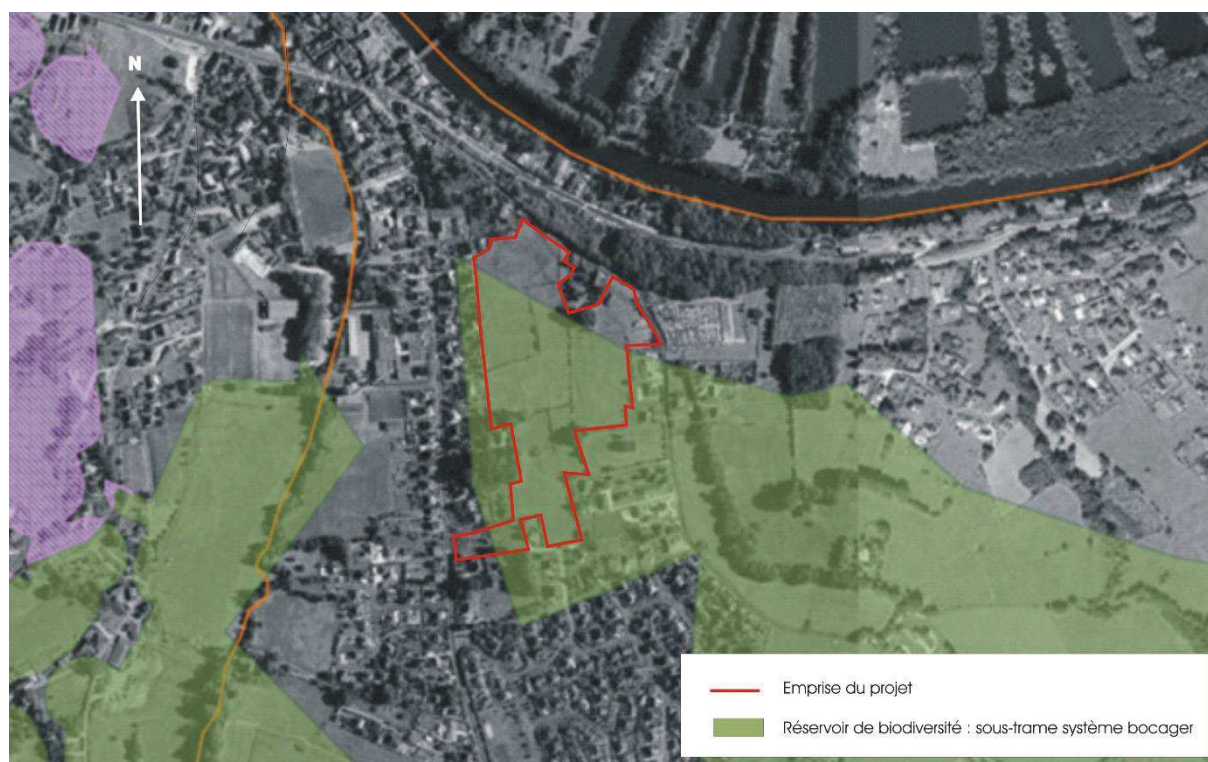 N
Emprise du projet
Réservoir de biodiversité : sous-trame système bocager